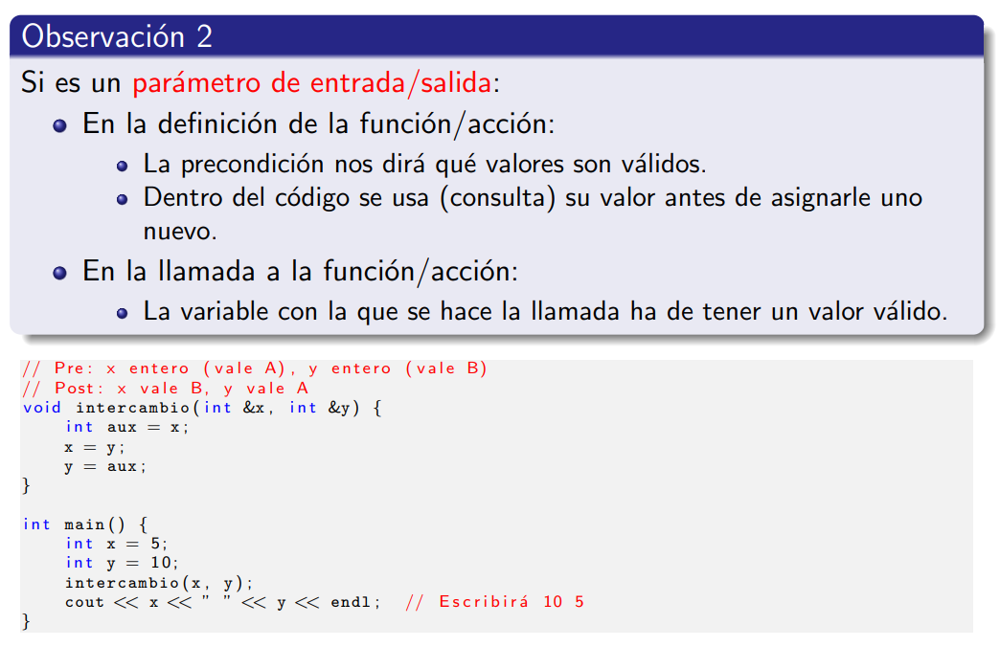 Observación 2
Si es un parámetro de entrada/salida:
En la definición de la función/acción:
La precondición nos dirá qué valores son válidos.
Dentro del código se usa (consulta) su valor antes de asignarle uno
nuevo.
En la llamada a la función/acción:
La variable con la que se hace la llamada ha de tener un valor válido.
// Pre: x entero (vale A), y entero (vale B)
// Post: x vale B, y vale A
void intercambio(int &x, int &y) {
    int aux = x;
    x = y;
    y = aux;
}
int main() {
    int x = 5;
    int y = 10;
    intercambio(x, y);
    cout << x << " " << y << endl; // Escribirá 10 5
}